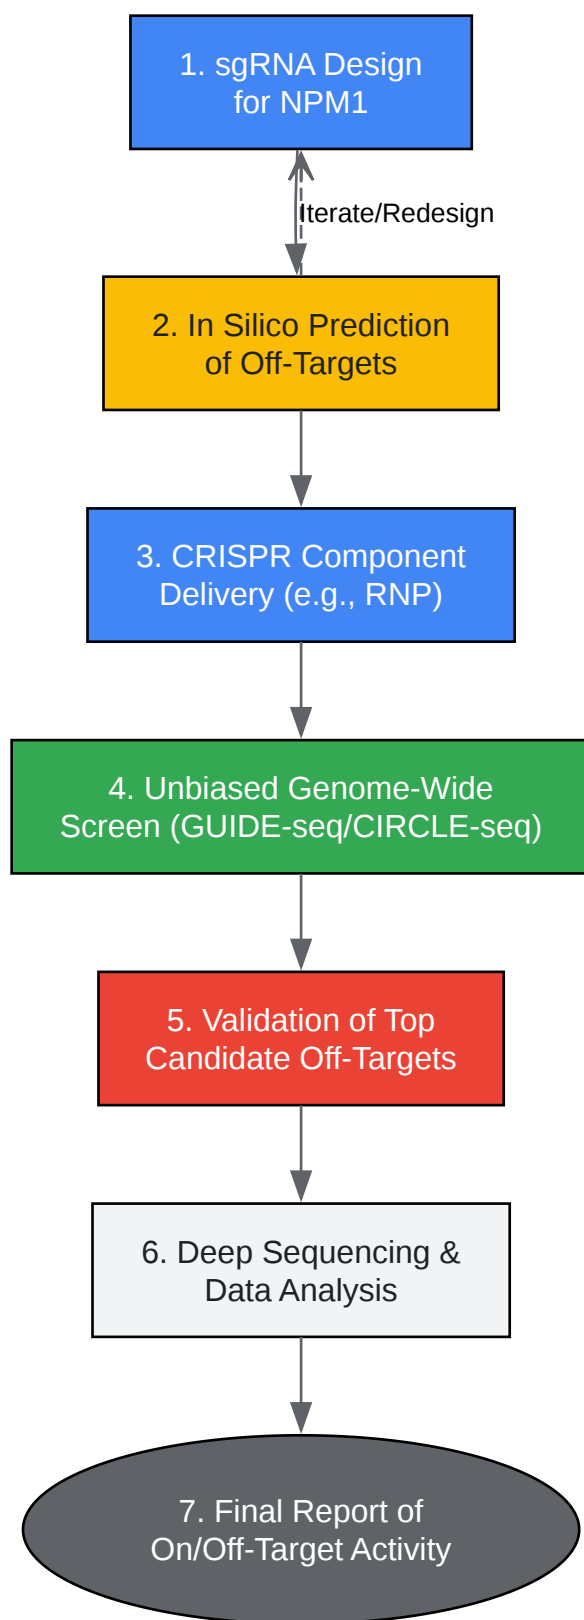 1. sgRNA Design
for NPM1
Iterate/Redesign
2. In Silico Prediction
of Off-Targets
3. CRISPR Component
Delivery (e.g., RNP)
4. Unbiased Genome-Wide
Screen (GUIDE-seq/CIRCLE-seq)
5. Validation of Top
Candidate Off-Targets
6. Deep Sequencing &
Data Analysis
7. Final Report of
On/Off-Target Activity